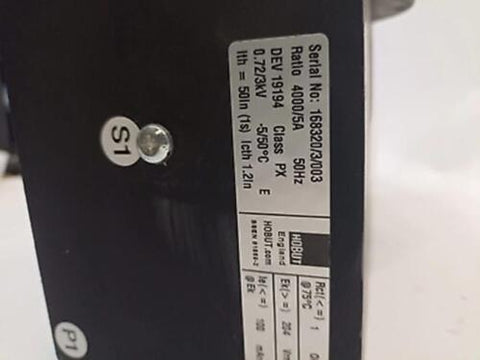 Serial No: 168320/3/003
Ratio 4000/5A 50Hz
DEV 19194 Class PX
0.72/3kV -5/50°C E
Ith = 50In (1s) Icth 1.2In
HOBUT
England
HOBUT.com
Rct(<=) 1
@75°C
Ek(>=) 204
Ie(<=) 100
@Ek
S1
P1